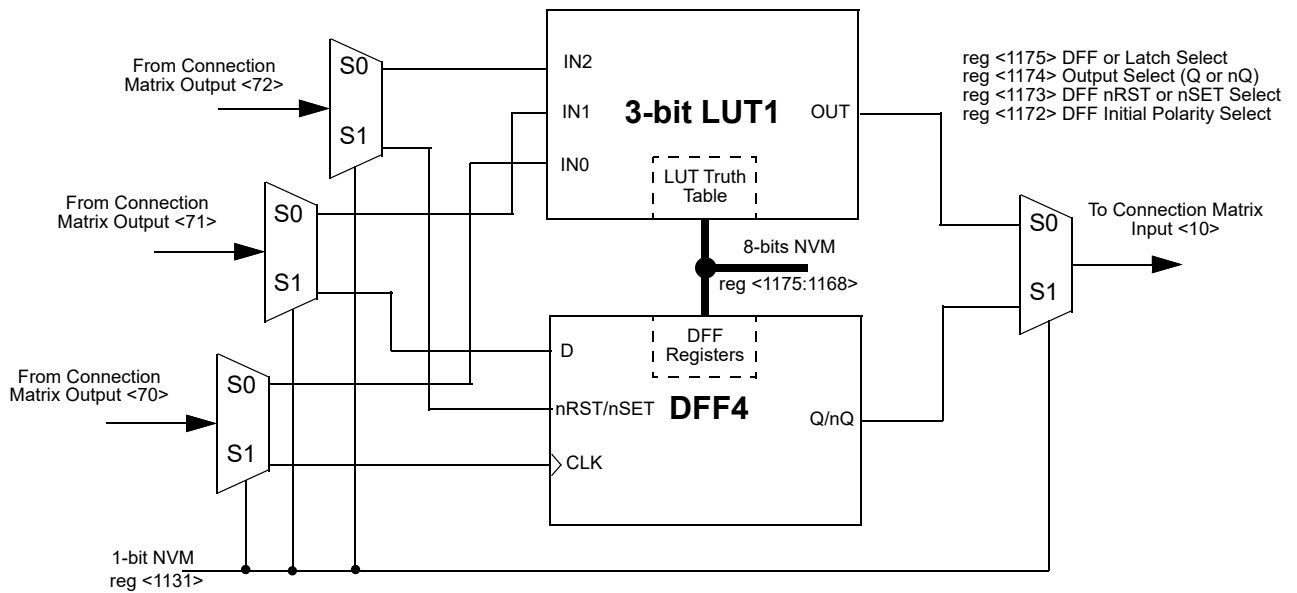 From Connection
Matrix Output <72>
S0
S1
IN2
IN1
IN0
3-bit LUT1
OUT
LUT Truth
Table
reg <1175> DFF or Latch Select
reg <1174> Output Select (Q or nQ)
reg <1173> DFF nRST or nSET Select
reg <1172> DFF Initial Polarity Select
From Connection
Matrix Output <71>
S0
S1
8-bits NVM
reg <1175:1168>
S0
S1
To Connection Matrix
Input <10>
From Connection
Matrix Output <70>
S0
S1
D
nRST/nSET
CLK
DFF
Registers
DFF4
Q/nQ
1-bit NVM
reg <1131>